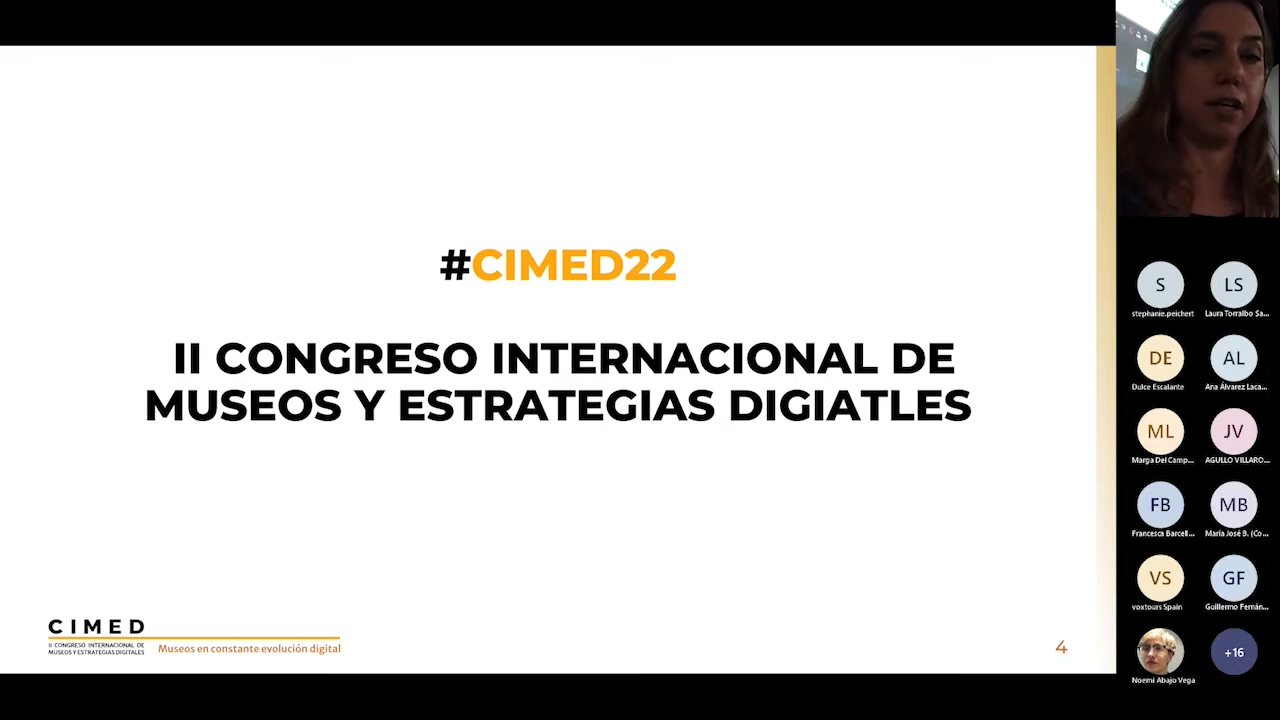 #CIMED22
II CONGRESO INTERNACIONAL DE
MUSEOS Y ESTRATEGIAS DIGIATLES
CIMED
II CONGRESO INTERNACIONAL DE
MUSEOS Y ESTRATEGIAS DIGITALES
Museos en constante evolución digital
4
S
LS
stephanie.peichert
Laura Torralbo Sa...
DE
AL
Dulce Escalante
Ana Álvarez Laca...
ML
JV
Marga Del Camp...
AGULLO VILLARO...
FB
MB
Francesca Barcell...
María José B. (Co...
VS
GF
voxtours Spain
Guillermo Fernán...
+16
Noemi Abajo Vega